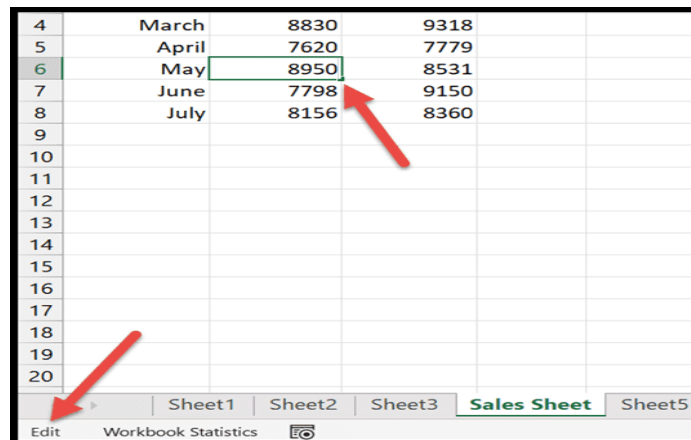 4 March 8830 9318
5 April 7620 7779
6 May 8950 8531
7 June 7798 9150
8 July 8156 8360
9
10
11
12
13
14
15
16
17
18
19
20
Sheet1 Sheet2 Sheet3 Sales Sheet Sheet5
Edit Workbook Statistics